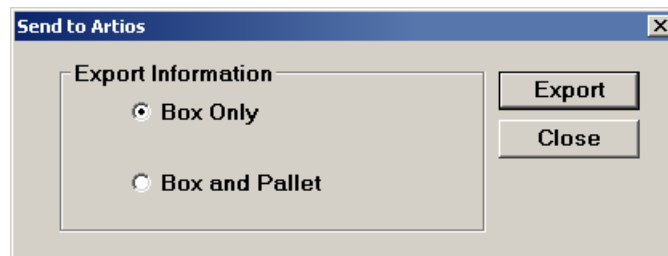 Send to Artios
Export Information
Box Only
Box and Pallet
Export
Close